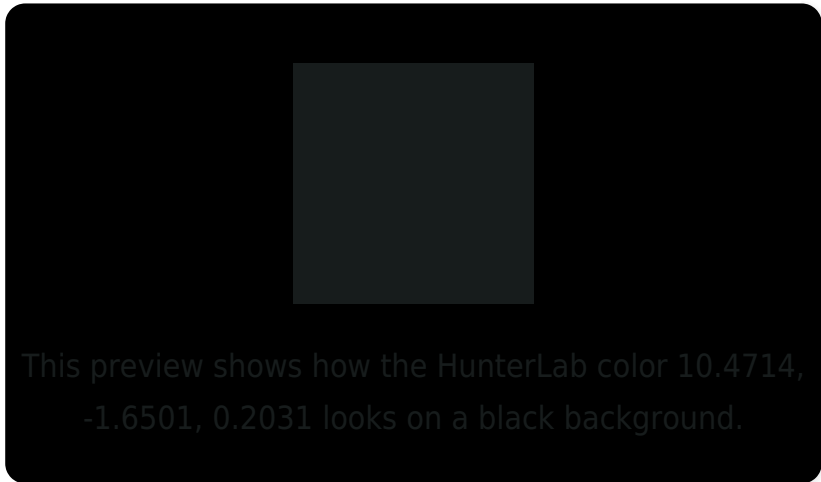 This preview shows how the HunterLab color 10.4714,
-1.6501, 0.2031 looks on a black background.